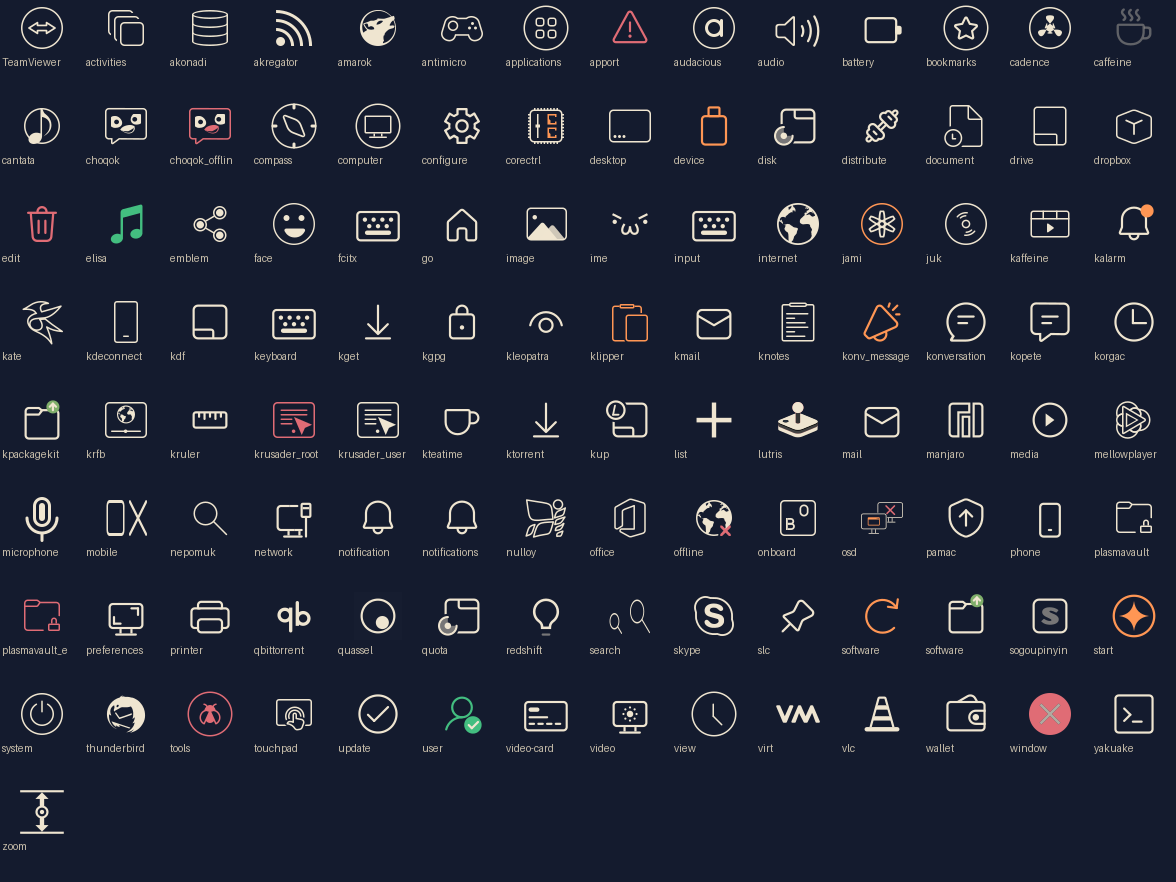 TeamViewer activities akonadi akregator amarok antimicro applications apport audacious audio battery bookmarks cadence caffeine
cantata choqok choqok_offlin compass computer configure corectrl desktop device disk distribute document drive dropbox
edit elisa emblem face fcitx go image ime input internet jami juk kaffeine kalarm
kate kdeconnect kdf keyboard kget kgpg kleopatra klipper kmail knotes konv_message konversation kopete korgac
L
kpackagekit krfb kruler krusader_root krusader_user kteatime ktorrent kup list lutris mail manjaro media mellowplayer
B O
microphone mobile nepomuk network notification notifications nulloy office offline onboard osd pamac phone plasmavault
qb S S
plasmavault_e preferences printer qbittorrent quassel quota redshift search skype slc software software sogoupinyin start
VM
system thunderbird tools touchpad update user video-card video view virt vlc wallet window yakuake
zoom